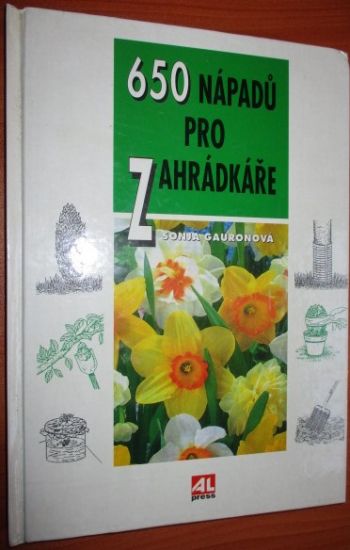 650 NÁPADŮ
PRO
ZAHRÁDKÁŘE
SONJA GAURONOVÁ
AL
press